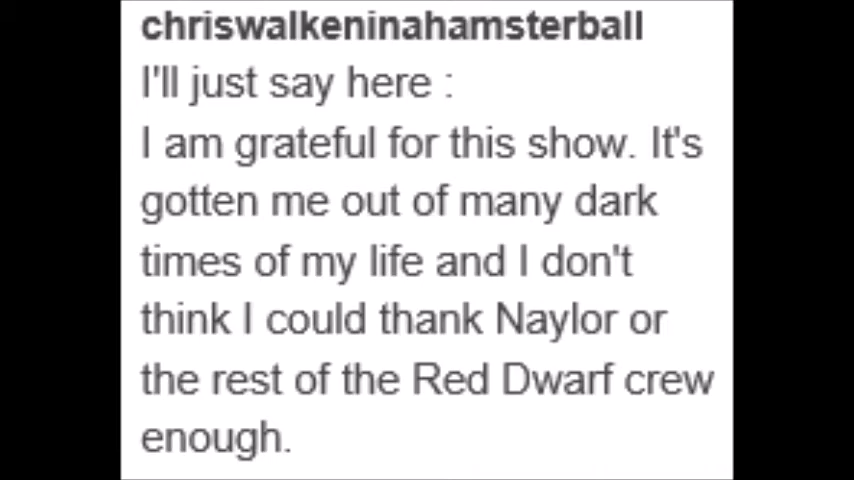 chriswalkeninahamsterball
I'll just say here :
I am grateful for this show. It's
gotten me out of many dark
times of my life and I don't
think I could thank Naylor or
the rest of the Red Dwarf crew
enough.